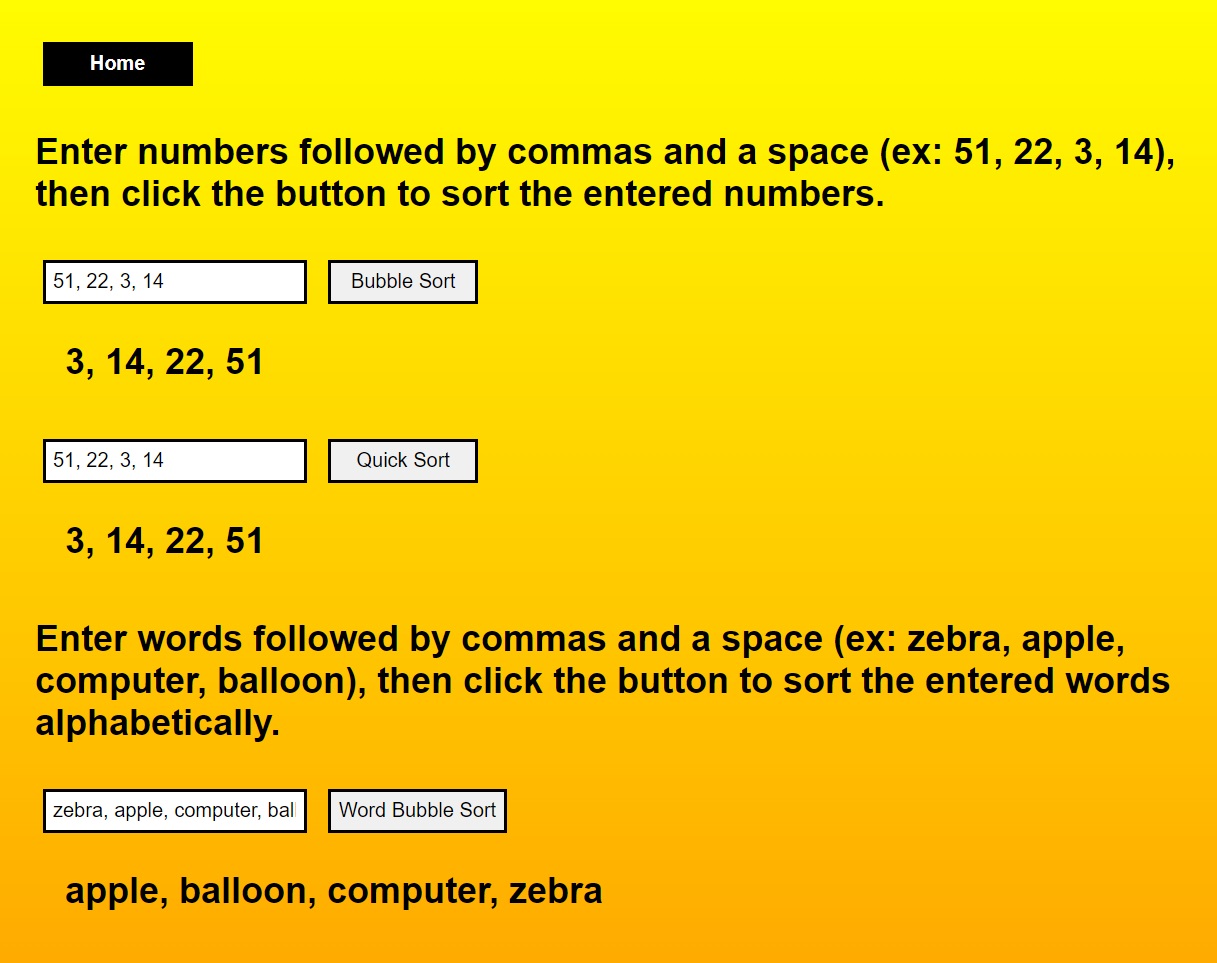 Home
Enter numbers followed by commas and a space (ex: 51, 22, 3, 14),
then click the button to sort the entered numbers.
51, 22, 3, 14
Bubble Sort
3, 14, 22, 51
51, 22, 3, 14
Quick Sort
3, 14, 22, 51
Enter words followed by commas and a space (ex: zebra, apple,
computer, balloon), then click the button to sort the entered words
alphabetically.
zebra, apple, computer, ball
Word Bubble Sort
apple, balloon, computer, zebra